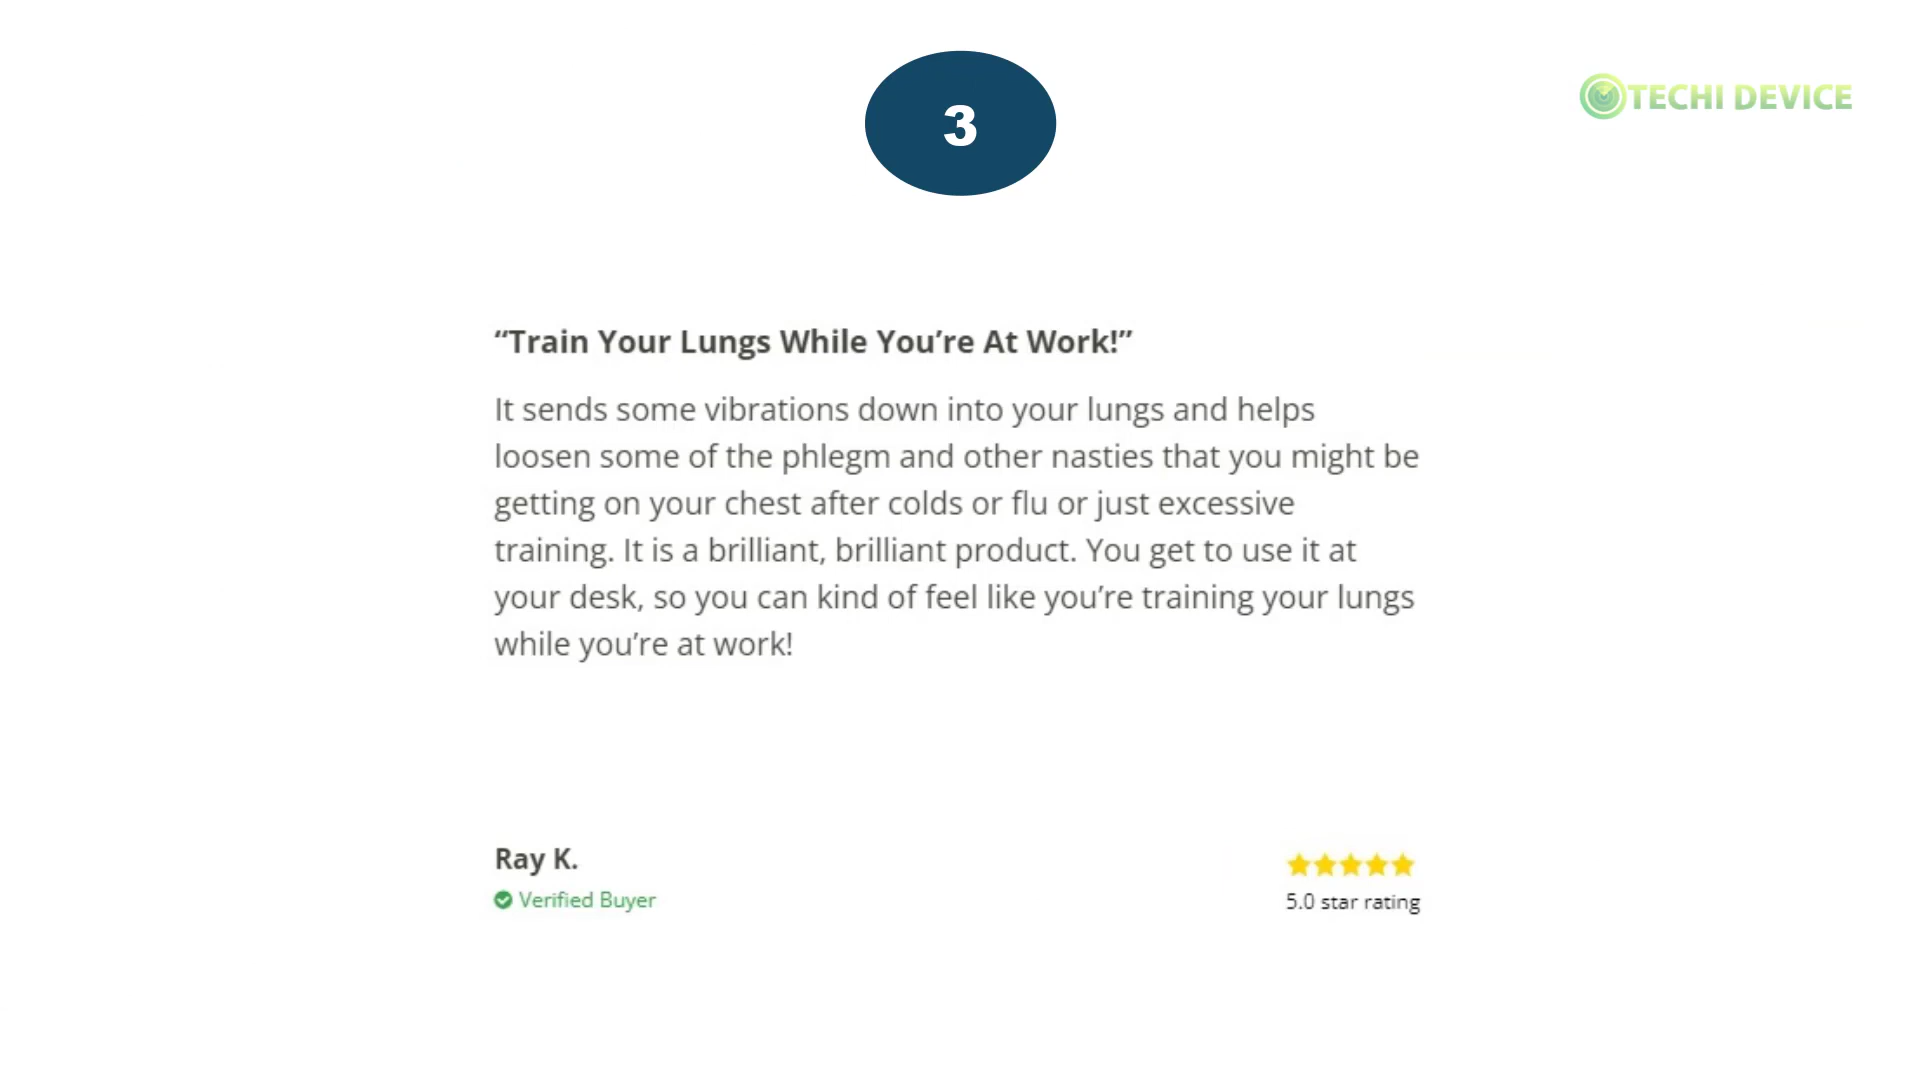 3
TECHI DEVICE
“Train Your Lungs While You’re At Work!”
It sends some vibrations down into your lungs and helps
loosen some of the phlegm and other nasties that you might be
getting on your chest after colds or flu or just excessive
training. It is a brilliant, brilliant product. You get to use it at
your desk, so you can kind of feel like you’re training your lungs
while you’re at work!
Ray K.
Verified Buyer
5.0 star rating